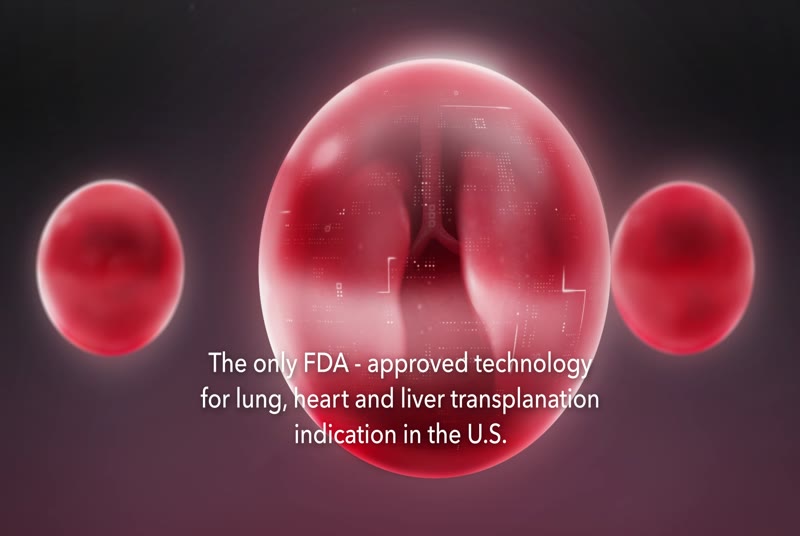 The only FDA - approved technology
for lung, heart and liver transplanation
indication in the U.S.